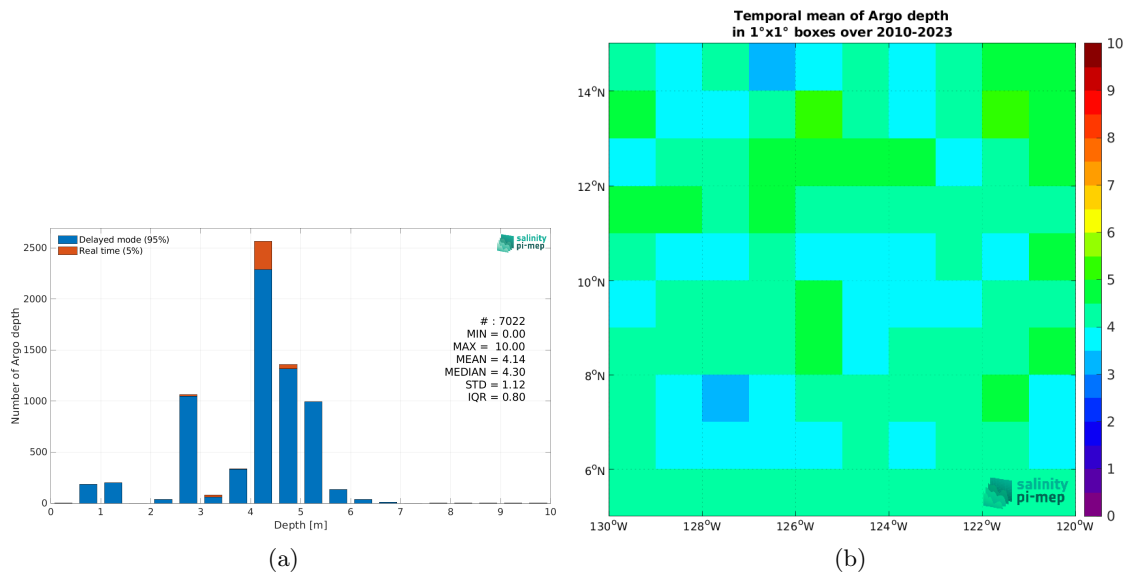 Delayed mode (95%)
Real time (5%)
salinity
pi-mep
Number of Argo depth
2500
2000
1500
1000
500
0
# : 7022
MIN = 0.00
MAX = 10.00
MEAN = 4.14
MEDIAN = 4.30
STD = 1.12
IQR = 0.80
0 1 2 3 4 5 6 7 8 9 10
Depth [m]
(a)
Temporal mean of Argo depth
in 1°x1° boxes over 2010-2023
14°N
12°N
10°N
8°N
6°N
130°W 128°W 126°W 124°W 122°W 120°W
salinity
pi-mep
10
9
8
7
6
5
4
3
2
1
0
(b)